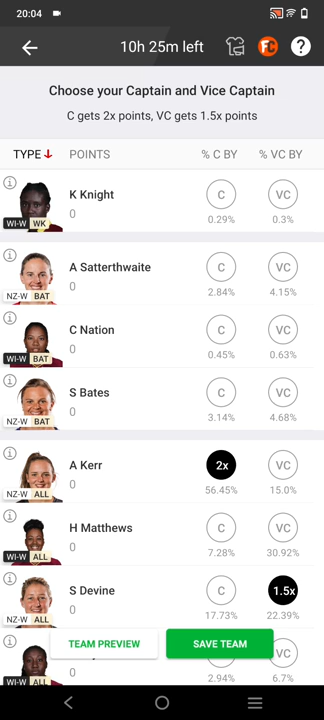 20:04
10h 25m left
FC
?
Choose your Captain and Vice Captain
C gets 2x points, VC gets 1.5x points
TYPE POINTS % C BY % VC BY
K Knight
0
C
VC
WI-W WK
0.29% 0.3%
A Satterthwaite
0
C
VC
NZ-W BAT
2.84% 4.15%
C Nation
0
C
VC
WI-W BAT
0.45% 0.63%
S Bates
0
C
VC
NZ-W BAT
3.14% 4.68%
A Kerr
0
2x
VC
NZ-W ALL
56.45% 15.0%
H Matthews
0
C
VC
WI-W ALL
7.28% 30.92%
S Devine
0
C
1.5x
NZ-W ALL
17.73% 22.39%
TEAM PREVIEW SAVE TEAM
VC
WI-W ALL
2.94% 6.7%